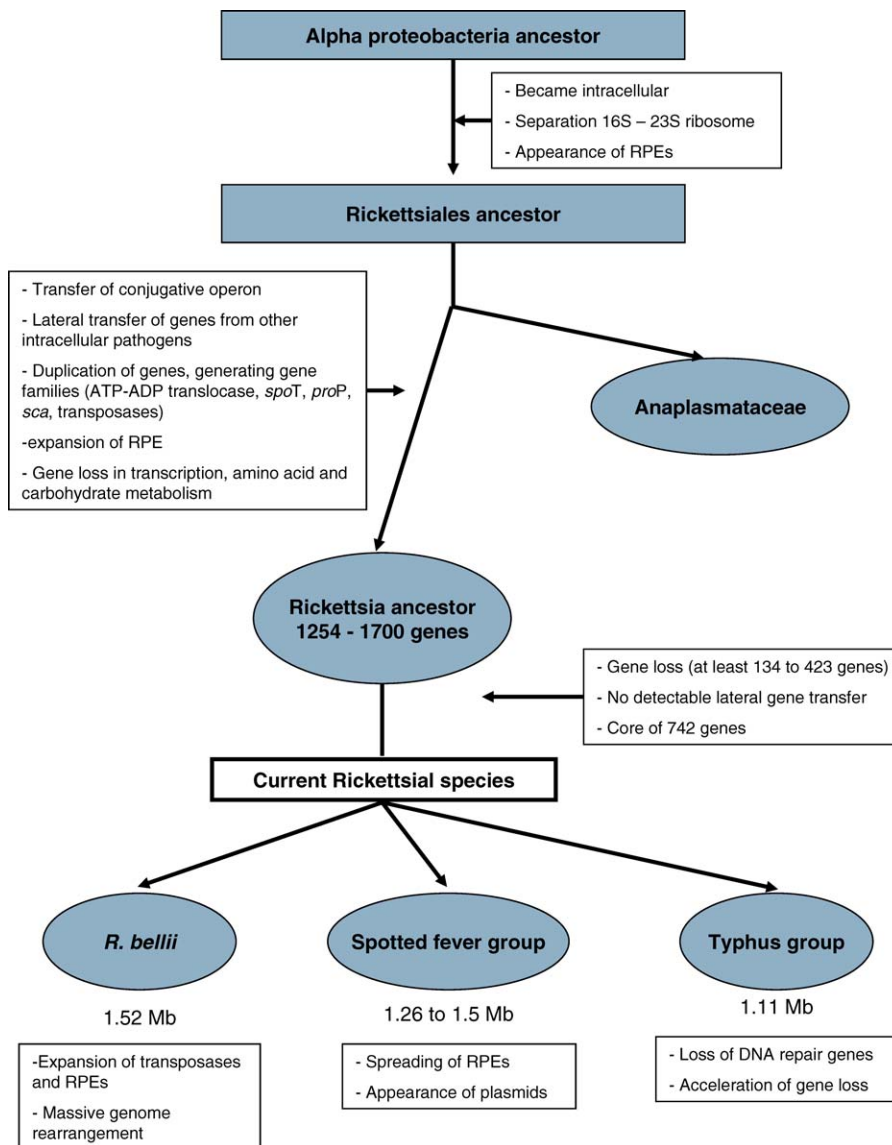 Alpha proteobacteria ancestor
- Became intracellular
- Separation 16S – 23S ribosome
- Appearance of RPEs
Rickettsiales ancestor
- Transfer of conjugative operon
- Lateral transfer of genes from other
intracellular pathogens
- Duplication of genes, generating gene
families (ATP-ADP translocase, spoT, proP,
sca, transposases)
-expansion of RPE
- Gene loss in transcription, amino acid and
carbohydrate metabolism
Anaplasmataceae
Rickettsia ancestor
1254 - 1700 genes
- Gene loss (at least 134 to 423 genes)
- No detectable lateral gene transfer
- Core of 742 genes
Current Rickettsial species
R. bellii
Spotted fever group
Typhus group
1.52 Mb
1.26 to 1.5 Mb
1.11 Mb
-Expansion of transposases
and RPEs
- Massive genome
rearrangement
- Spreading of RPEs
- Appearance of plasmids
- Loss of DNA repair genes
- Acceleration of gene loss